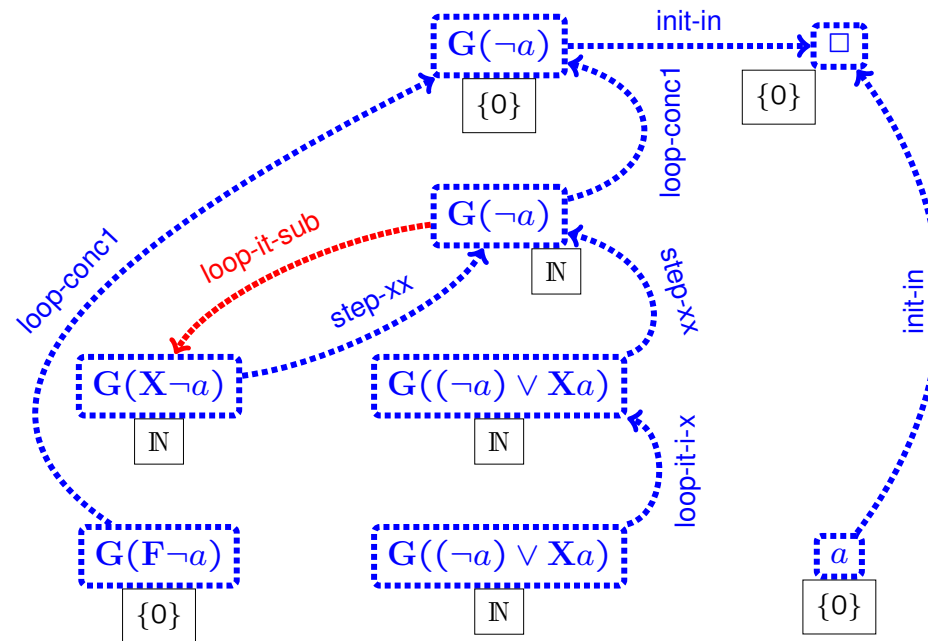 G(¬a)
init-in
□
{0}
{0}
loop-conc1
G(¬a)
ℕ
loop-it-sub
loop-conc1
step-xx
step-xx
init-in
G(X¬a)
G((¬a) ∨ Xa)
ℕ
ℕ
loop-it-i-x
G(F¬a)
G((¬a) ∨ Xa)
a
{0}
ℕ
{0}